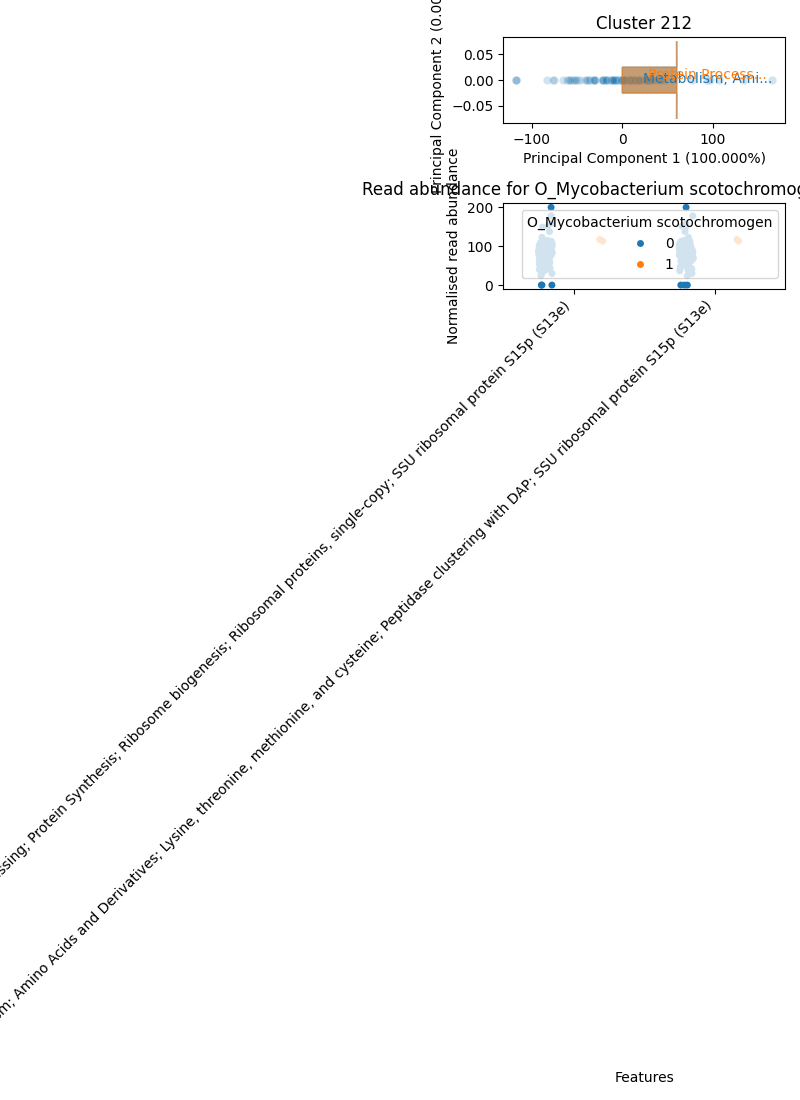 Cluster 212
Principal Component 2 (0.00
0.05
0.00
−0.05
Protein Process...
Metabolism, Ami...
−100
0
100
Principal Component 1 (100.000%)
Read abundance for O_Mycobacterium scotochromog
Normalised read abundance
200
100
0
O_Mycobacterium scotochromogen
0
1
ssing; Protein Synthesis; Ribosome biogenesis; Ribosomal proteins, single-copy; SSU ribosomal protein S15p (S13e)
sm; Amino Acids and Derivatives; Lysine, threonine, methionine, and cysteine; Peptidase clustering with DAP; SSU ribosomal protein S15p (S13e)
Features